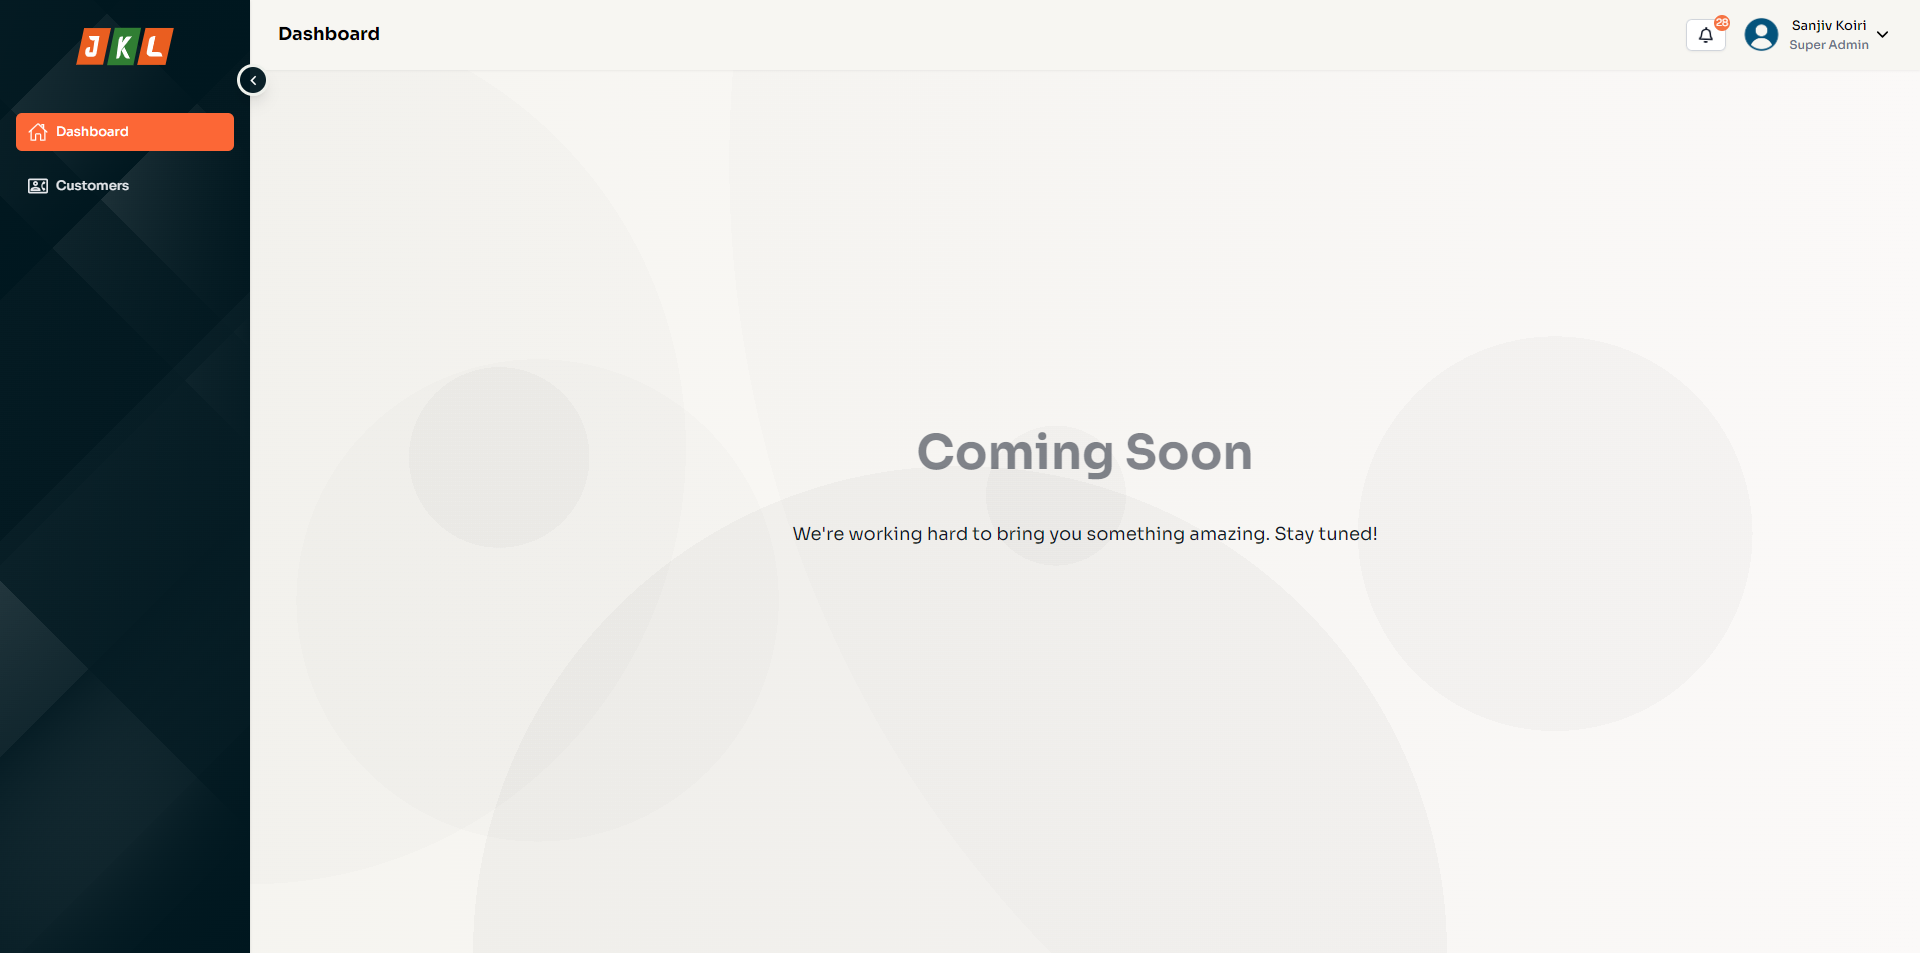 JKL
Dashboard
28
Sanjiv Koiri
Super Admin
Dashboard
Customers
Coming Soon
We're working hard to bring you something amazing. Stay tuned!